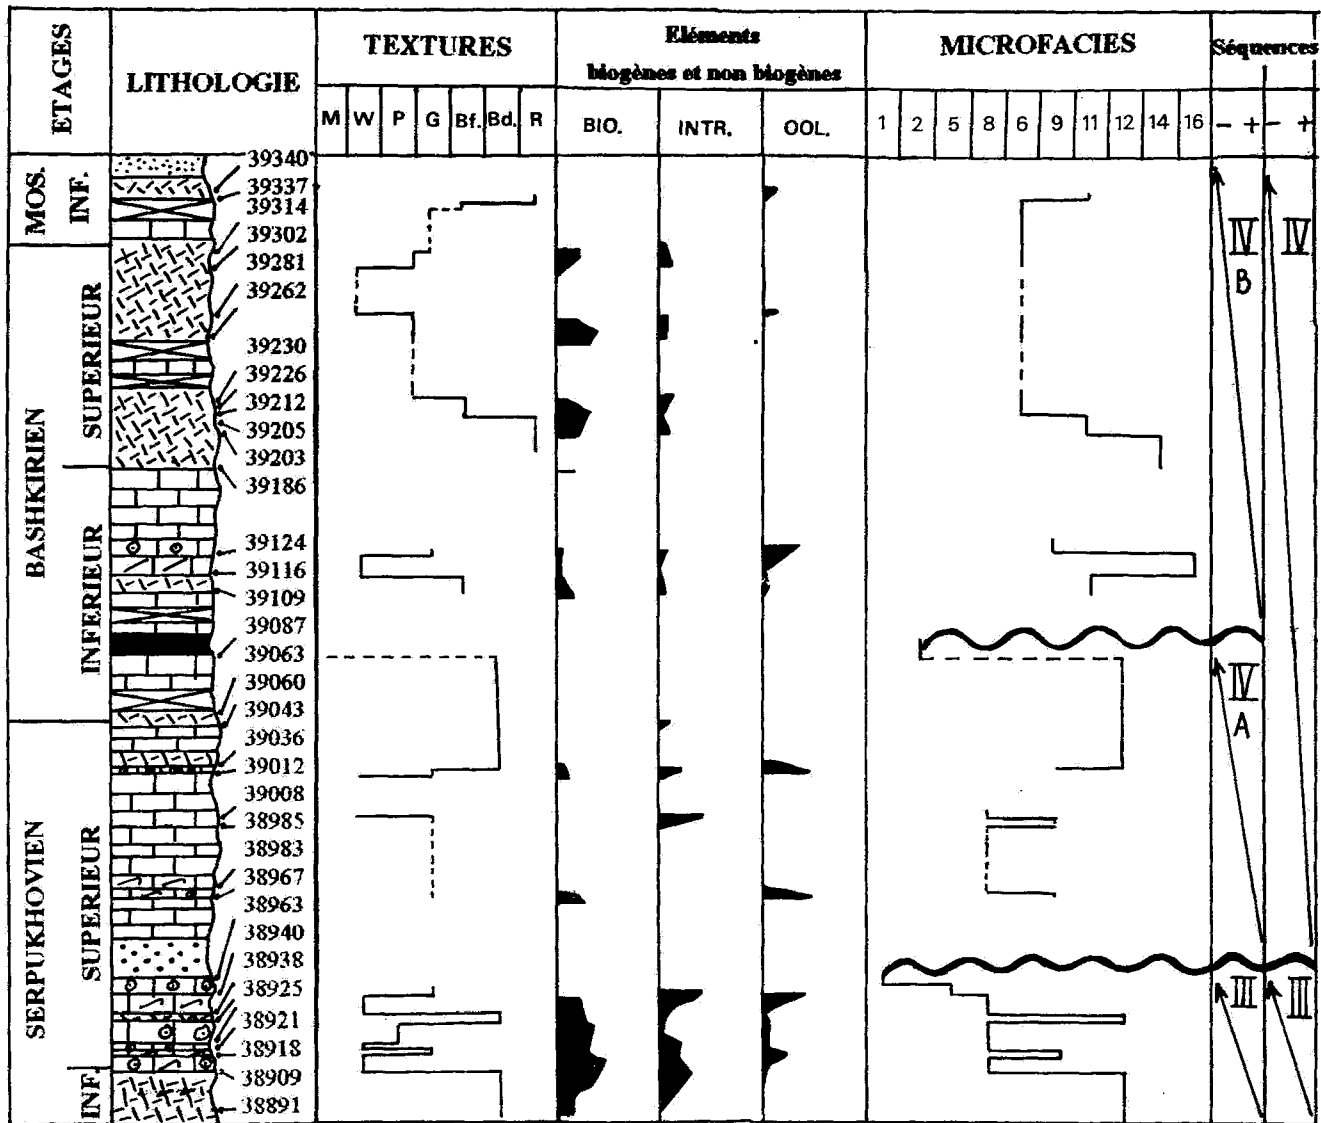 ETAGES
LITHOLOGIE
TEXTURES
Eléments
biogènes et non biogènes
MICROFACIES
Séquences
M W P G Bf. Bd. R
BIO. INTR. OOL.
1 2 5 8 6 9 11 12 14 16
- + - +
MOS.
INF.
BASHKIRIEN
SUPERIEUR
INFERIEUR
SERPUKHOVIEN
SUPERIEUR
INF.
39340
39337
39314
39302
39281
39262
39230
39226
39212
39205
39203
39186
39124
39116
39109
39087
39063
39060
39043
39036
39012
39008
38985
38983
38967
38963
38940
38938
38925
38921
38918
38909
38891
IV
B
IV
IV
A
III
III